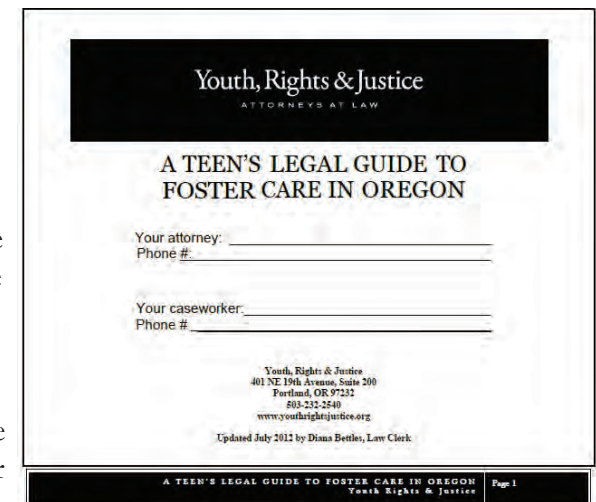 Youth, Rights & Justice
ATTORNEYS AT LAW
A TEEN'S LEGAL GUIDE TO
FOSTER CARE IN OREGON
Your attorney:
Phone #:
Your caseworker:
Phone #
Youth, Rights & Justice
401 NE 19th Avenue, Suite 200
Portland, OR 97232
503-232-2540
www.youthrightsjustice.org
Updated July 2012 by Diana Bettles, Law Clerk
A TEEN'S LEGAL GUIDE TO FOSTER CARE IN OREGON Page 1
Youth Rights & Justice